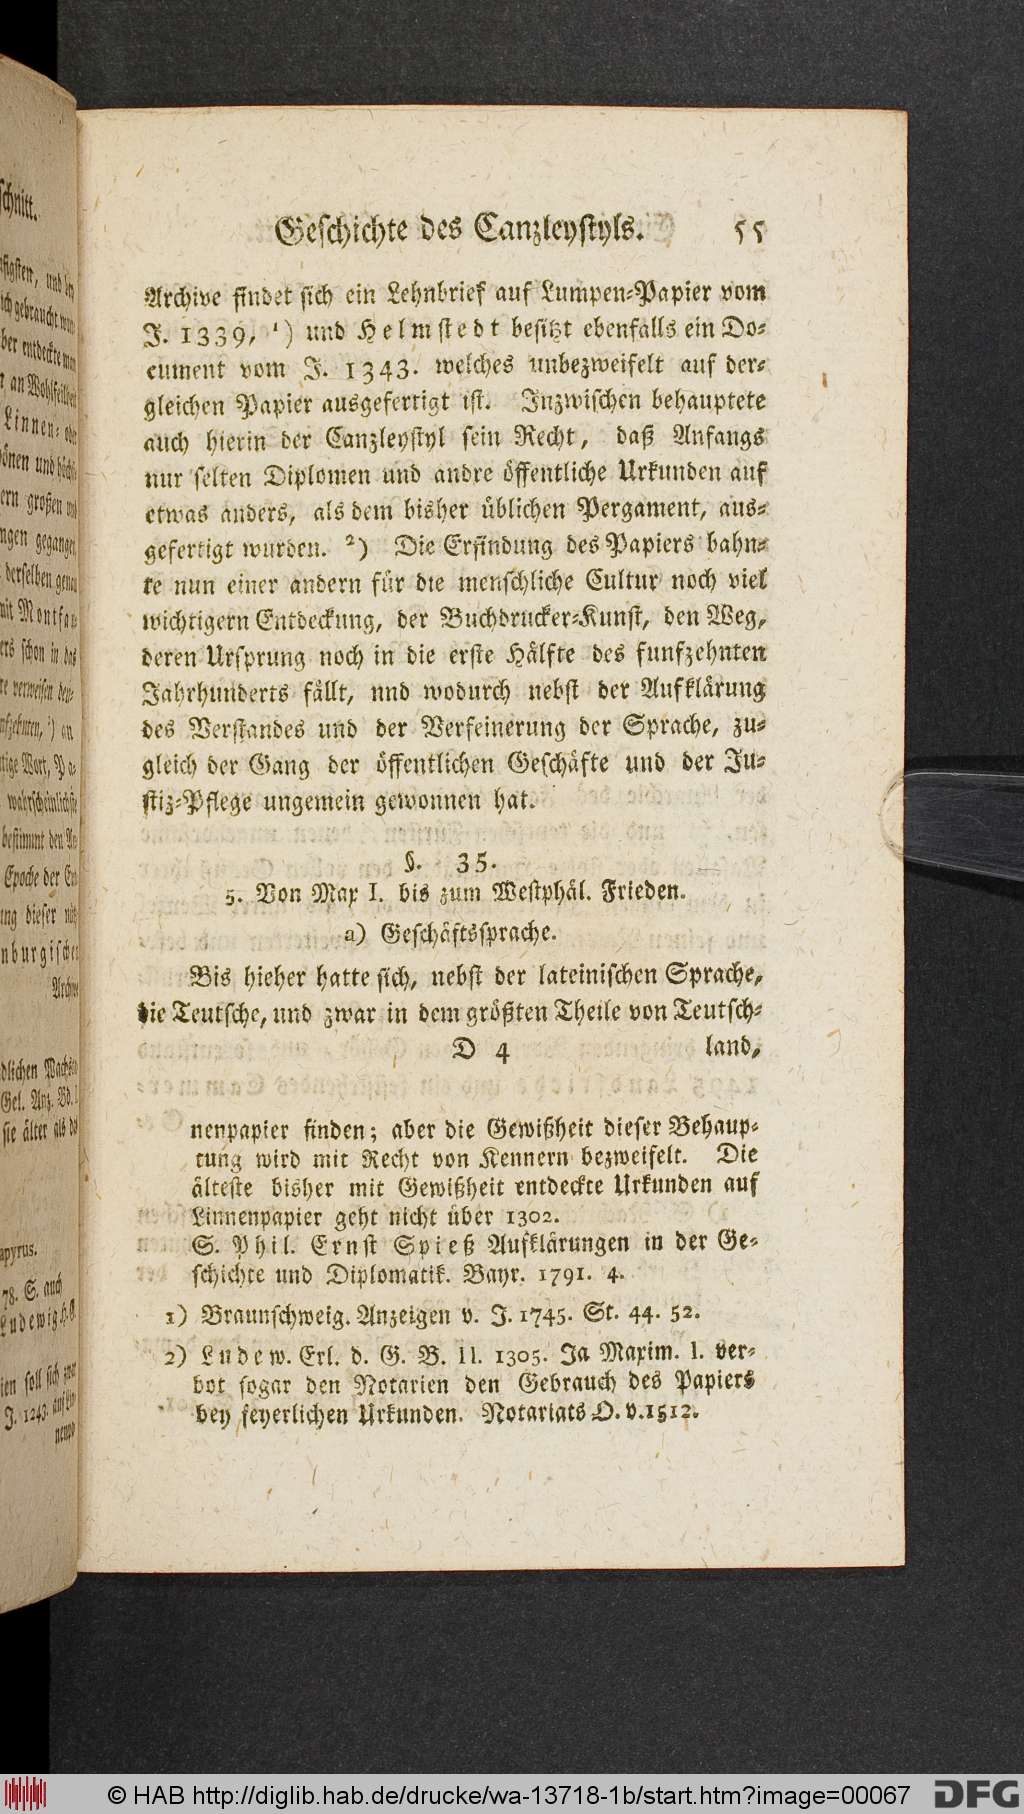 Geschichte des Canzleystyls. 55
Archive findet sich ein Lehnbrief auf Lumpen-Papier vom
J. 1339, ¹) und Helmstedt besitzt ebenfalls ein Do-
cument vom J. 1343. welches unbezweifelt auf der-
gleichen Papier ausgefertigt ist. Inzwischen behauptete
auch hierin der Canzleystyl sein Recht, daß Anfangs
nur selten Diplomen und andre öffentliche Urkunden auf
etwas anders, als dem bisher üblichen Pergament, aus-
gefertigt wurden. ²) Die Erfindung des Papiers bahn-
te nun einer andern für die menschliche Cultur noch viel
wichtigern Entdeckung, der Buchdrucker-Kunst, den Weg,
deren Ursprung noch in die erste Hälfte des funfzehnten
Jahrhunderts fällt, nnd wodurch nebst der Aufklärung
des Verstandes und der Verfeinerung der Sprache, zu-
gleich der Gang der öffentlichen Geschäfte und der Ju-
stiz-Pflege ungemein gewonnen hat.
§. 35.
5. Von Max I. bis zum Westphäl. Frieden.
a) Geschäftssprache.
Bis hieher hatte sich, nebst der lateinischen Sprache,
die Teutsche, und zwar in dem größten Theile von Teutsch-
D 4 land,
nenpapier finden; aber die Gewißheit dieser Behaup-
tung wird mit Recht von Kennern bezweifelt. Die
älteste bisher mit Gewißheit entdeckte Urkunden auf
Linnenpapier geht nicht über 1302.
S. Phil. Ernst Spieß Aufklärungen in der Ge-
schichte und Diplomatik. Bayr. 1791. 4.
1) Braunschweig. Anzeigen v. J. 1745. St. 44. 52.
2) Ludew. Erl. d. G. B. II. 1305. Ja Maxim. I. ver-
bot sogar den Notarien den Gebrauch des Papiers
bey feyerlichen Urkunden. Notariats O. v. 1512.
© HAB http://diglib.hab.de/drucke/wa-13718-1b/start.htm?image=00067 DFG